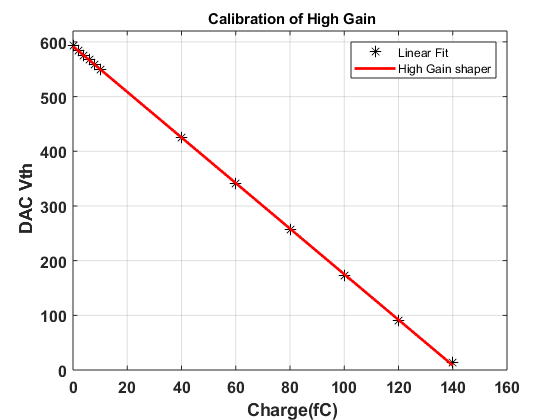 Calibration of High Gain
Linear Fit
High Gain shaper
600
500
400
300
200
100
0
DAC Vth
0 20 40 60 80 100 120 140 160
Charge(fC)